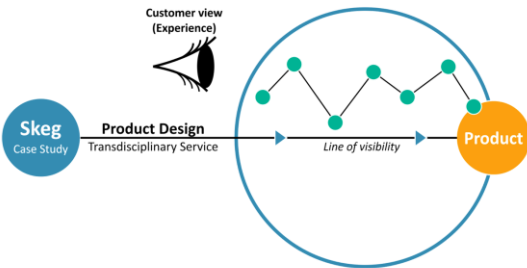 Customer view
(Experience)
Skeg
Case Study
Product Design
Transdisciplinary Service
Line of visibility
Product